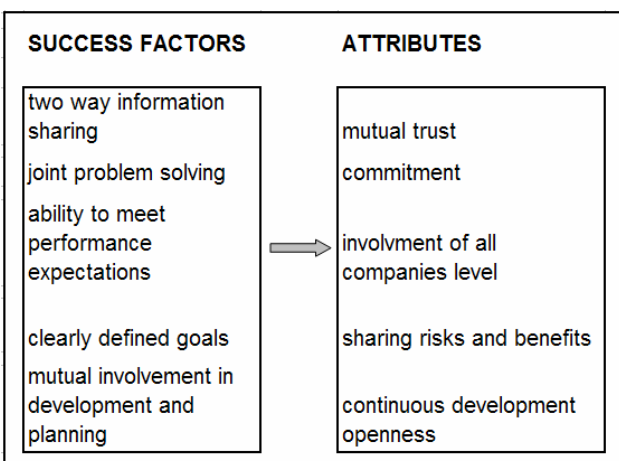 SUCCESS FACTORS
ATTRIBUTES
two way information
sharing
joint problem solving
ability to meet
performance
expectations
clearly defined goals
mutual involvement in
development and
planning
mutual trust
commitment
involvment of all
companies level
sharing risks and benefits
continuous development
openness